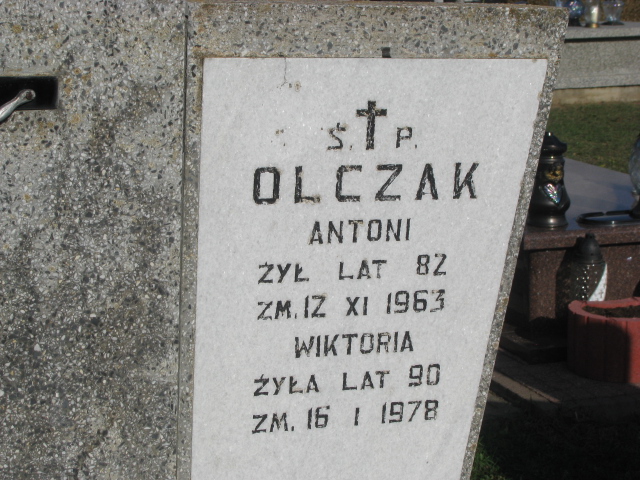 Ś. P.
OLCZAK
ANTONI
ŻYŁ LAT 82
ZM. 12 XI 1963
WIKTORIA
ŻYŁA LAT 90
ZM. 16 I 1978